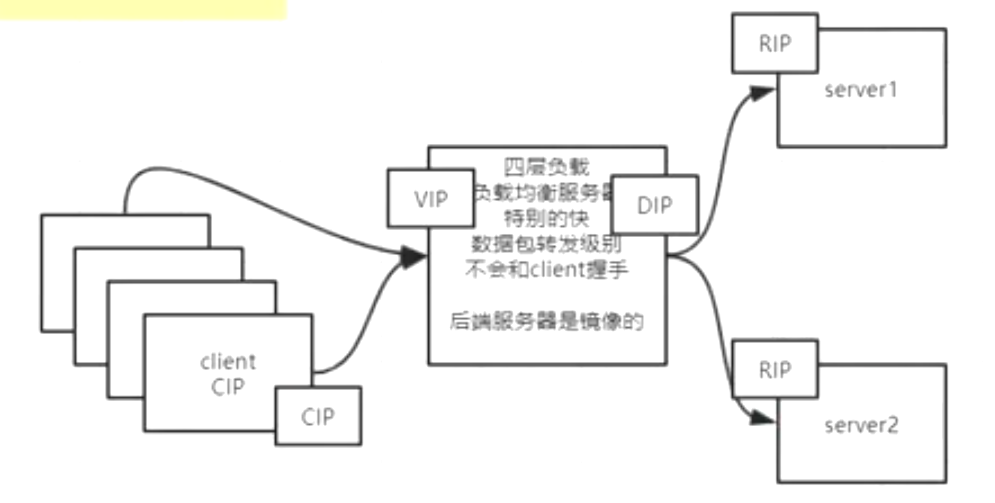 client
CIP
CIP
VIP
四层负载
负载均衡服务器
特别的快
数据包转发级别
不会和client握手
后端服务器是镜像的
DIP
RIP
server1
RIP
server2